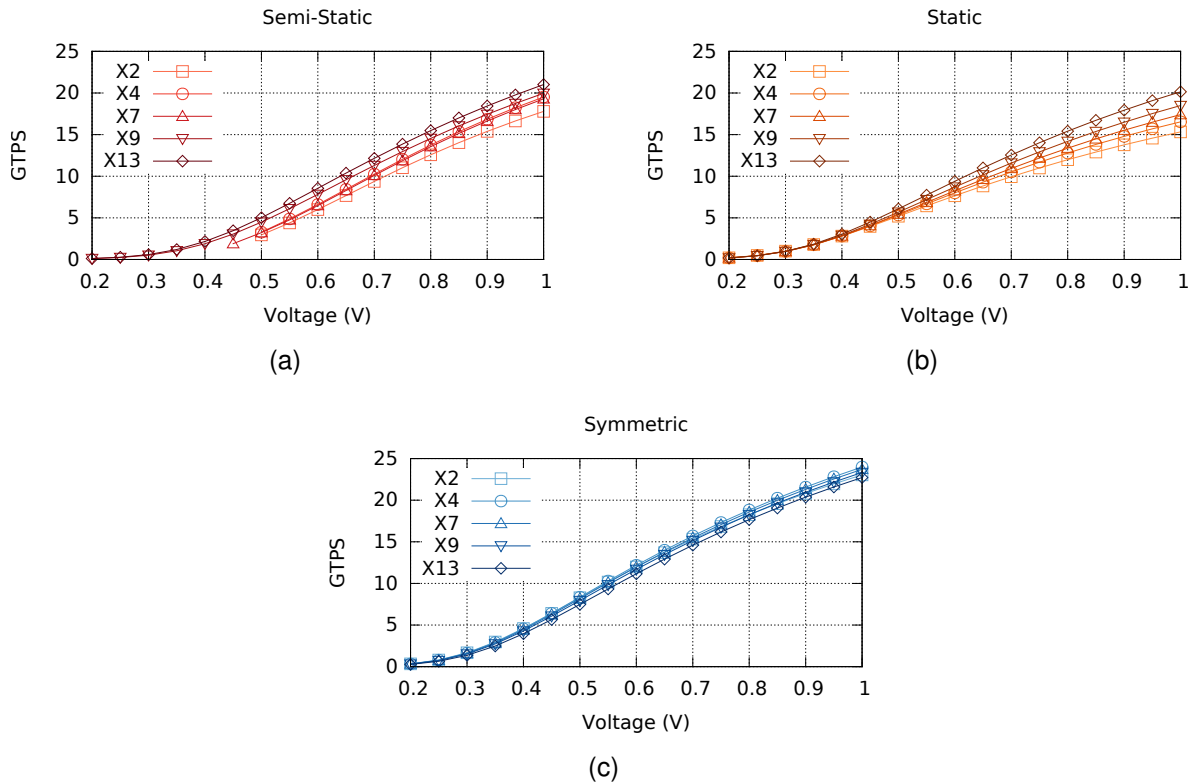 Semi-Static
GTPS
25
20
15
10
5
0
X2
X4
X7
X9
X13
0.2 0.3 0.4 0.5 0.6 0.7 0.8 0.9 1
Voltage (V)
(a)
Static
GTPS
25
20
15
10
5
0
X2
X4
X7
X9
X13
0.2 0.3 0.4 0.5 0.6 0.7 0.8 0.9 1
Voltage (V)
(b)
Symmetric
GTPS
25
20
15
10
5
0
X2
X4
X7
X9
X13
0.2 0.3 0.4 0.5 0.6 0.7 0.8 0.9 1
Voltage (V)
(c)